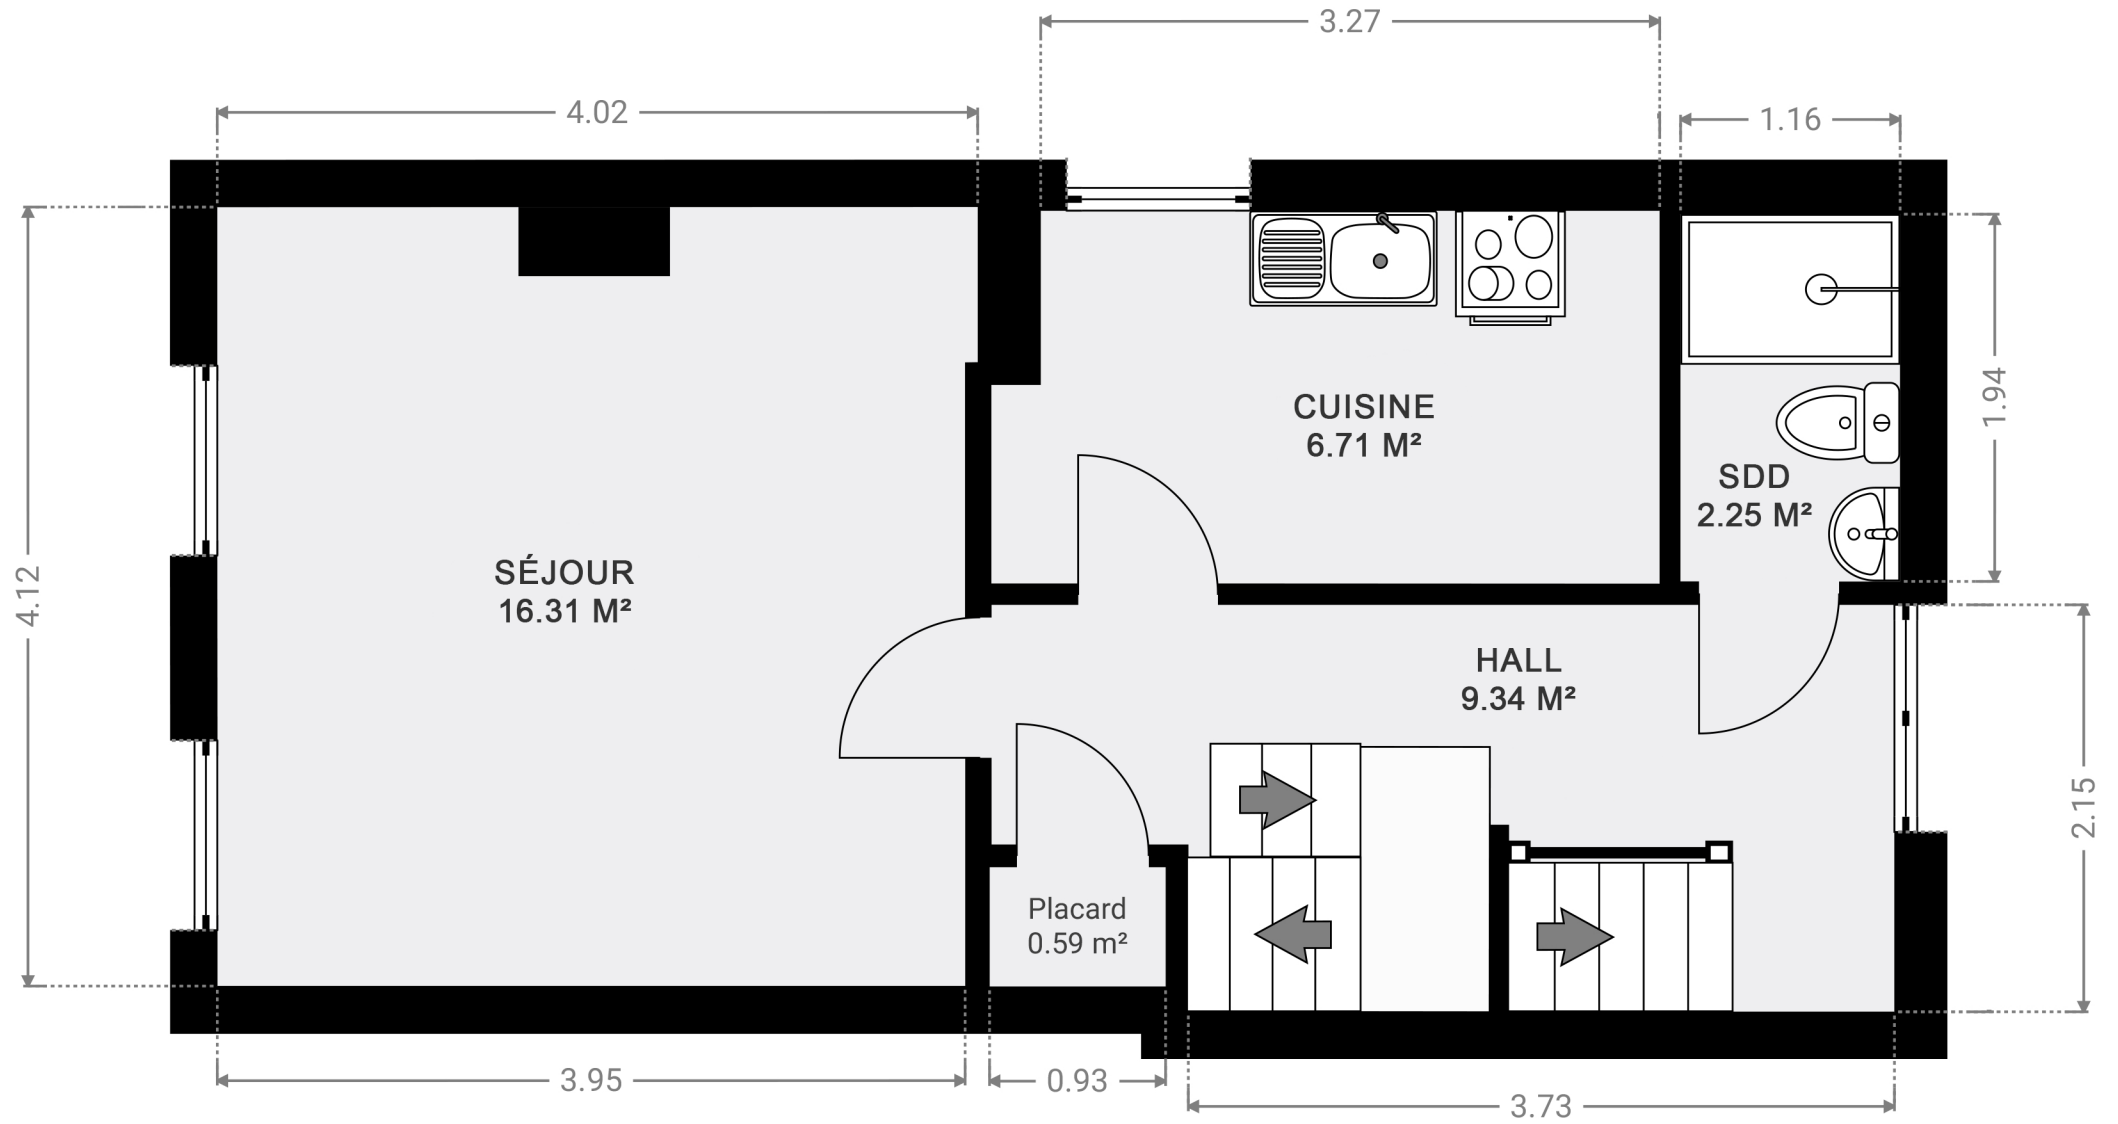 3.27
4.02
1.16
CUISINE
6.71 M²
1.94
SDD
2.25 M²
SÉJOUR
16.31 M²
4.12
HALL
9.34 M²
2.15
Placard
0.59 m²
3.95
0.93
3.73